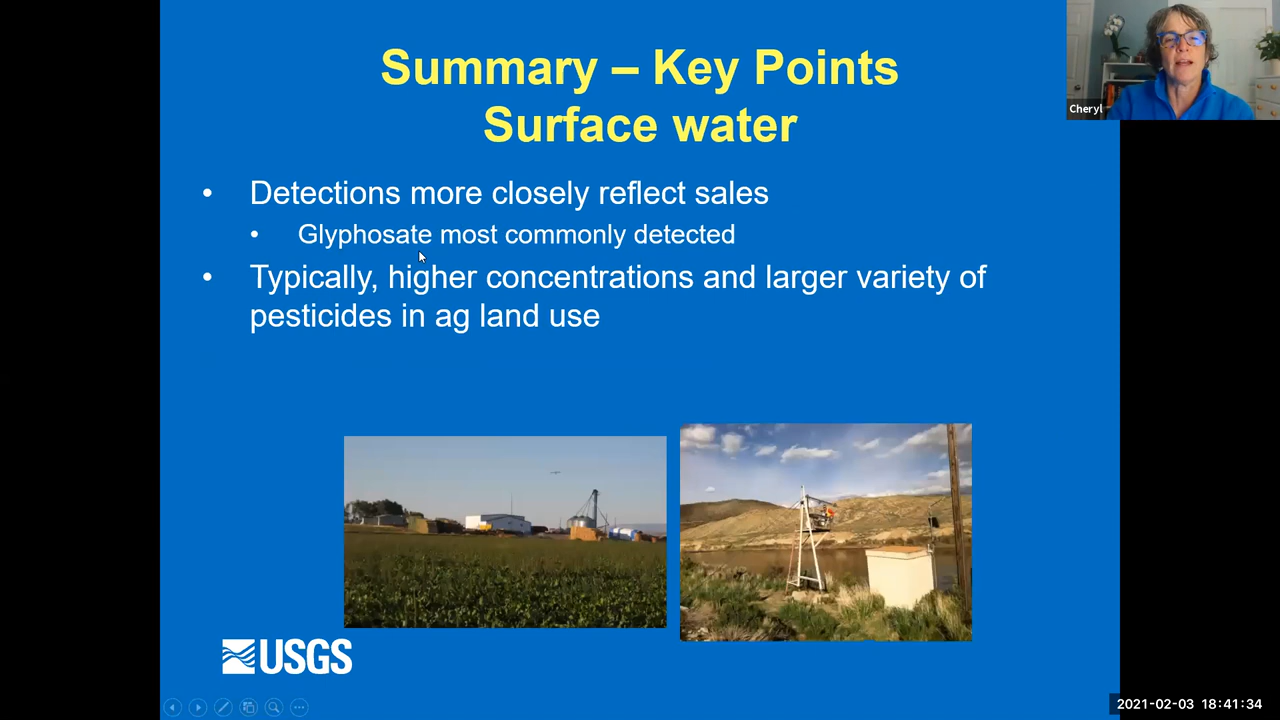 Summary – Key Points
Surface water
Cheryl
• Detections more closely reflect sales
• Glyphosate most commonly detected
• Typically, higher concentrations and larger variety of
pesticides in ag land use
USGS
2021-02-03 18:41:34